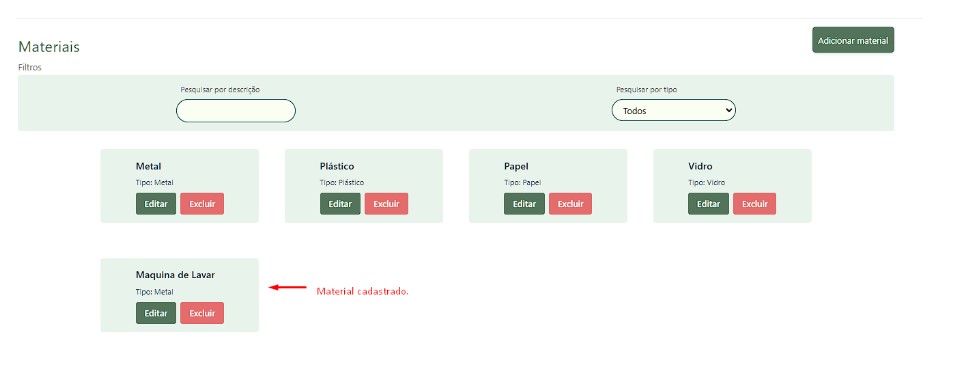 Adicionar material
Materiais
Filtros
Pesquisar por descrição
Pesquisar por tipo
Todos
Metal
Tipo: Metal
Editar Excluir
Plástico
Tipo: Plástico
Editar Excluir
Papel
Tipo: Papel
Editar Excluir
Vidro
Tipo: Vidro
Editar Excluir
Maquina de Lavar
Tipo: Metal
Editar Excluir
Material cadastrado.